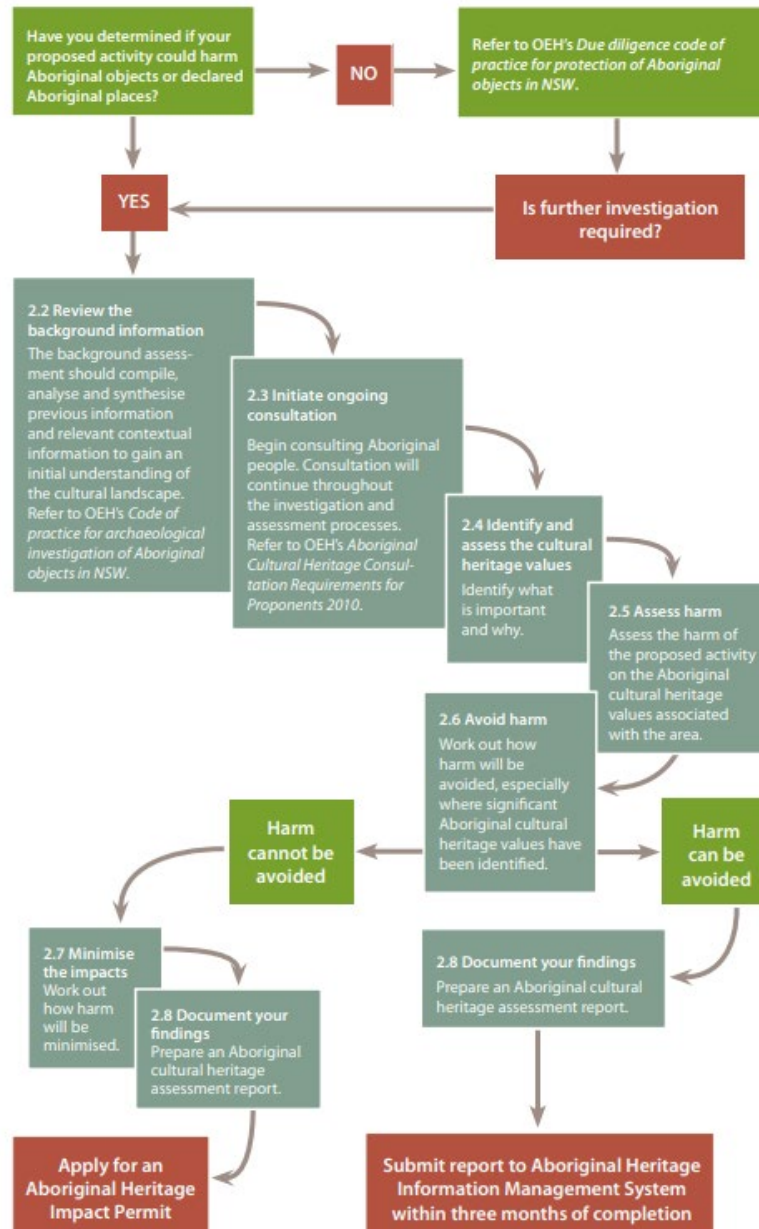 Have you determined if your
proposed activity could harm
Aboriginal objects or declared
Aboriginal places?
NO
Refer to OEH's Due diligence code of
practice for protection of Aboriginal
objects in NSW.
YES
Is further investigation
required?
2.2 Review the
background information
The background assess-
ment should compile,
analyse and synthesise
previous information
and relevant contextual
information to gain an
initial understanding of
the cultural landscape.
Refer to OEH's Code of
practice for archaeological
investigation of Aboriginal
objects in NSW.
2.3 Initiate ongoing
consultation
Begin consulting Aboriginal
people. Consultation will
continue throughout
the investigation and
assessment processes.
Refer to OEH's Aboriginal
Cultural Heritage Consul-
tation Requirements for
Proponents 2010.
2.4 Identify and
assess the cultural
heritage values
Identify what
is important
and why.
2.5 Assess harm
Assess the harm of
the proposed activity
on the Aboriginal
cultural heritage
values associated
with the area.
2.6 Avoid harm
Work out how
harm will be
avoided, especially
where significant
Aboriginal cultural
heritage values have
been identified.
Harm
cannot be
avoided
Harm
can be
avoided
2.7 Minimise
the impacts
Work out
how harm
will be
minimised.
2.8 Document your
findings
Prepare an Aboriginal
cultural heritage
assessment report.
2.8 Document your findings
Prepare an Aboriginal cultural
heritage assessment report.
Apply for an
Aboriginal Heritage
Impact Permit
Submit report to Aboriginal Heritage
Information Management System
within three months of completion